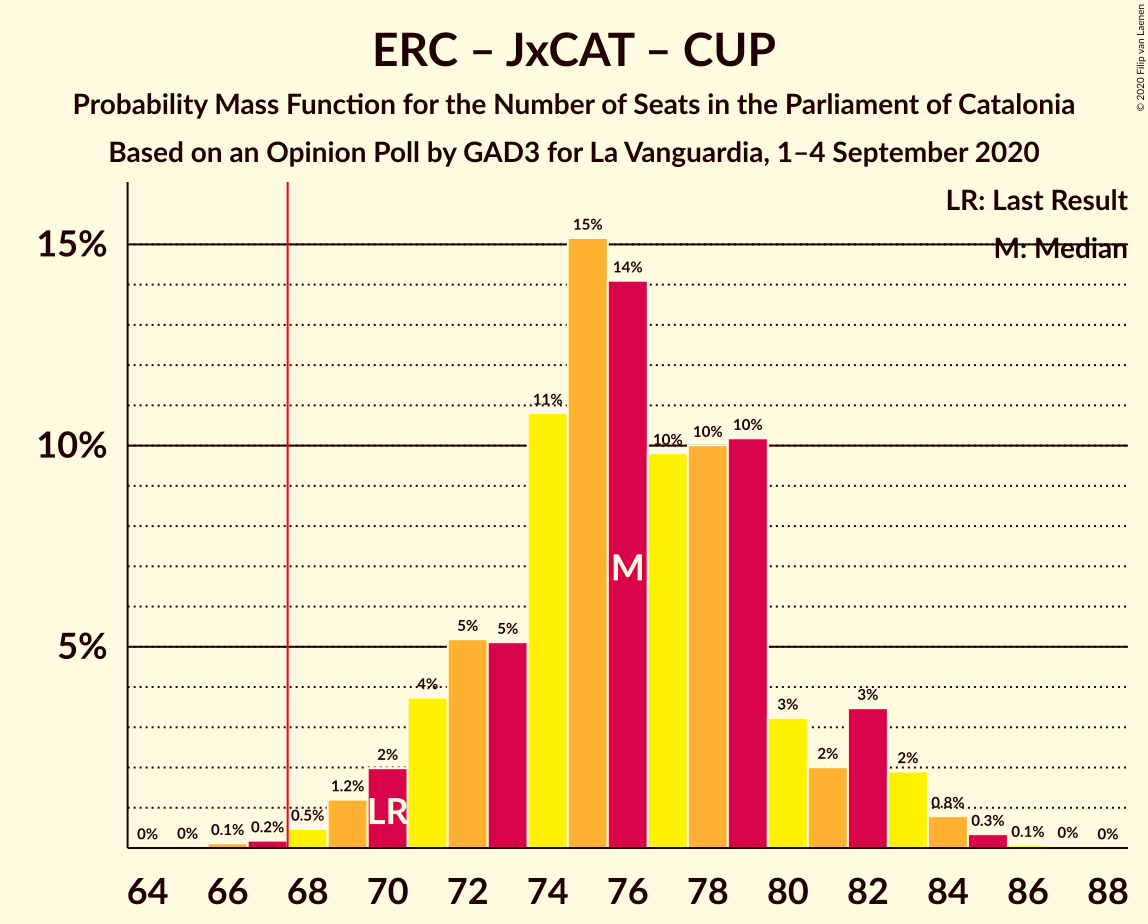 ERC – JxCAT – CUP
Probability Mass Function for the Number of Seats in the Parliament of Catalonia
Based on an Opinion Poll by GAD3 for La Vanguardia, 1–4 September 2020
© 2020 Filip van Laenen
LR: Last Result
M: Median
15%
10%
5%
0% 0% 0.1% 0.2% 0.5% 1.2% 2% 4% 5% 5% 11% 15% 14% 10% 10% 10% 3% 2% 3% 2% 0.8% 0.3% 0.1% 0% 0%
M
LR
64 66 68 70 72 74 76 78 80 82 84 86 88